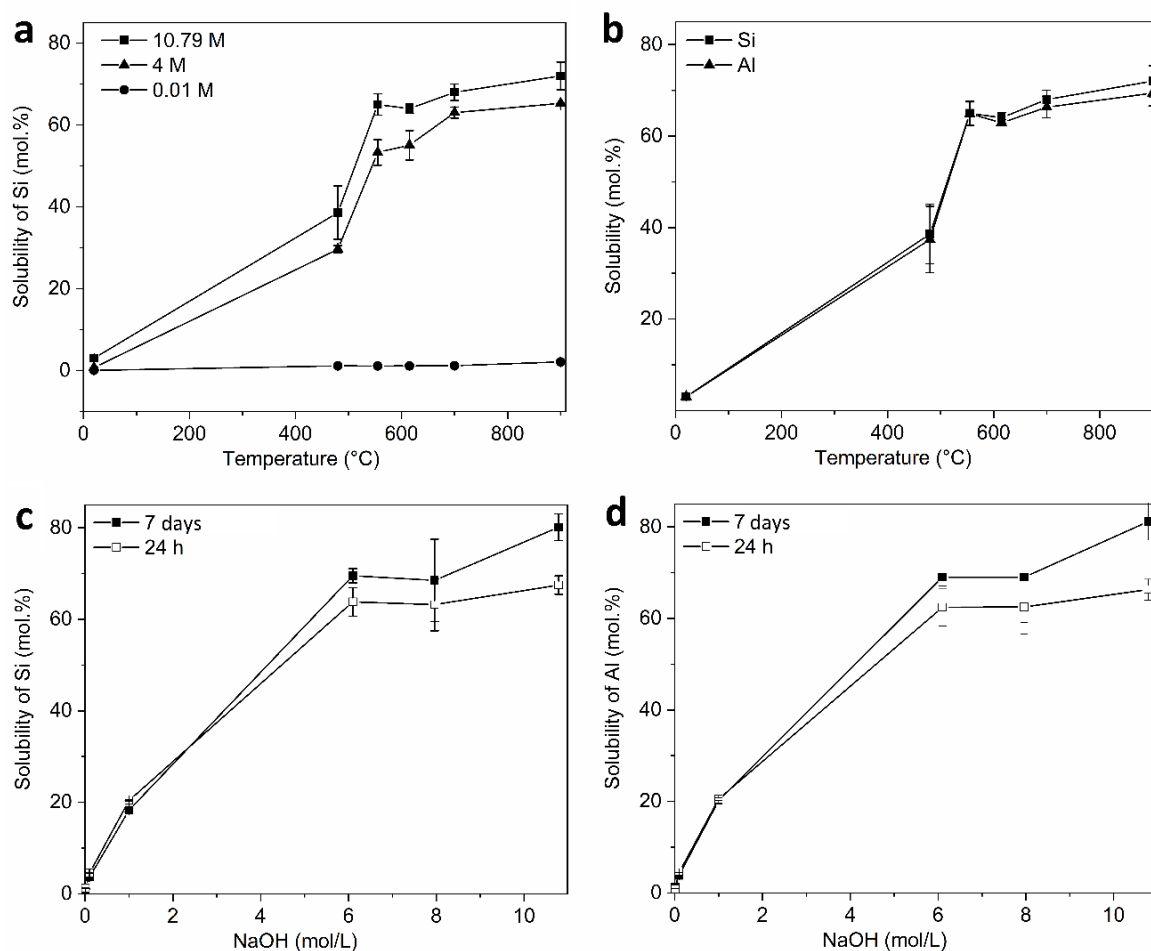 a
10.79 M
4 M
0.01 M
Solubility of Si (mol.%)
80
60
40
20
0
0 200 400 600 800
Temperature (°C)
b
Si
Al
Solubility (mol.%)
80
60
40
20
0 200 400 600 800
Temperature (°C)
c
7 days
24 h
Solubility of Si (mol.%)
80
60
40
20
0
0 2 4 6 8 10
NaOH (mol/L)
d
7 days
24 h
Solubility of Al (mol.%)
80
60
40
20
0
0 2 4 6 8 10
NaOH (mol/L)